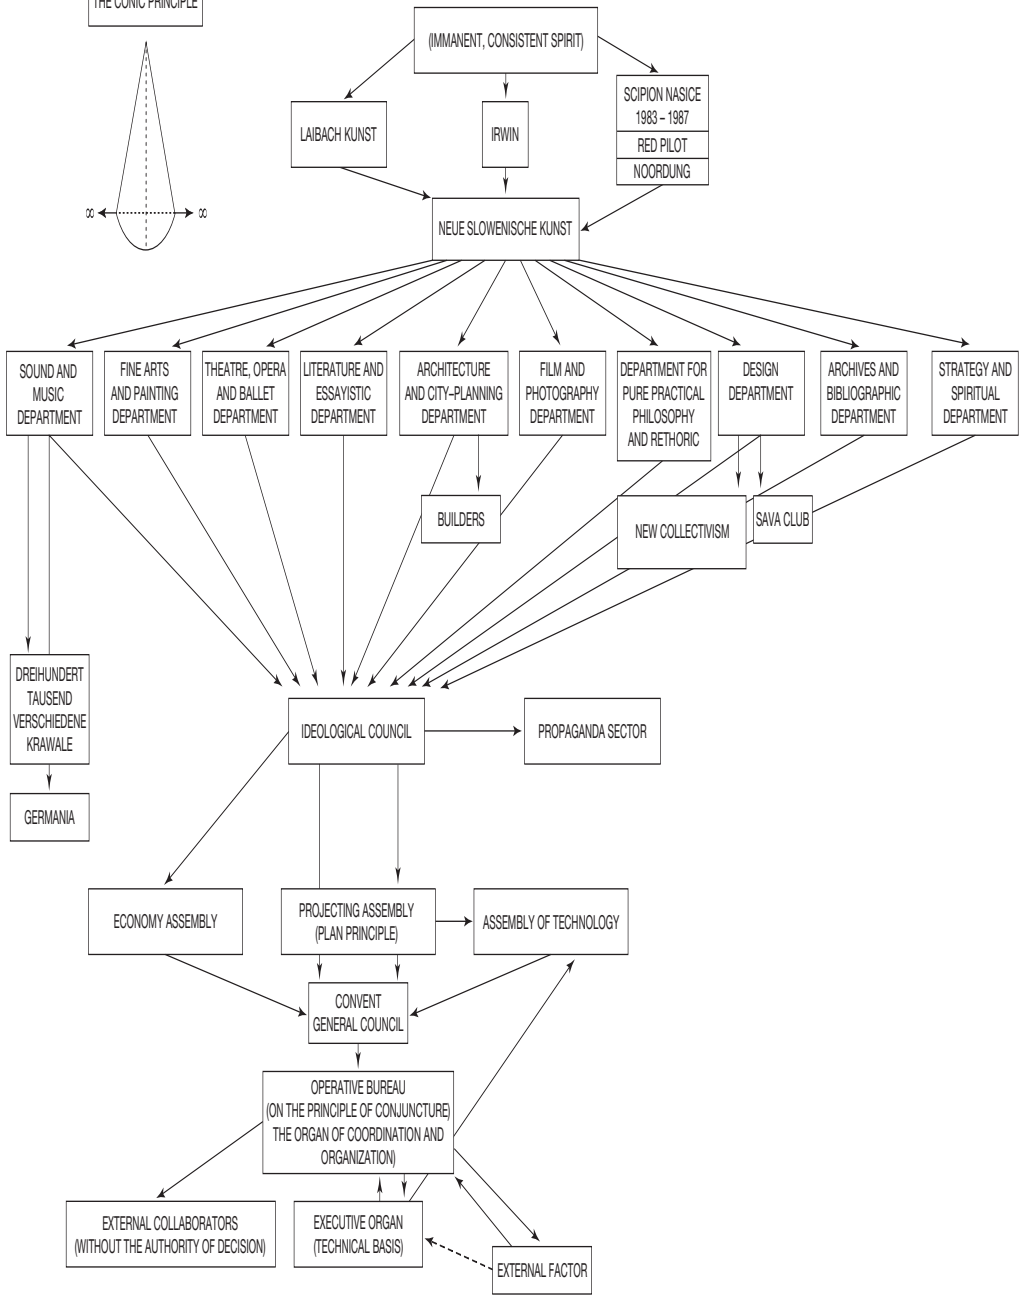 THE CONIC PRINCIPLE
(IMMANENT, CONSISTENT SPIRIT)
LAIBACH KUNST
IRWIN
SCIPION NASICE
1983 – 1987
RED PILOT
NOORDUNG
∞
∞
NEUE SLOWENISCHE KUNST
SOUND AND
MUSIC
DEPARTMENT
FINE ARTS
AND PAINTING
DEPARTMENT
THEATRE, OPERA
AND BALLET
DEPARTMENT
LITERATURE AND
ESSAYISTIC
DEPARTMENT
ARCHITECTURE
AND CITY–PLANNING
DEPARTMENT
FILM AND
PHOTOGRAPHY
DEPARTMENT
DEPARTMENT FOR
PURE PRACTICAL
PHILOSOPHY
AND RETHORIC
DESIGN
DEPARTMENT
ARCHIVES AND
BIBLIOGRAPHIC
DEPARTMENT
STRATEGY AND
SPIRITUAL
DEPARTMENT
BUILDERS
NEW COLLECTIVISM
SAVA CLUB
DREIHUNDERT
TAUSEND
VERSCHIEDENE
KRAWALE
GERMANIA
IDEOLOGICAL COUNCIL
PROPAGANDA SECTOR
ECONOMY ASSEMBLY
PROJECTING ASSEMBLY
(PLAN PRINCIPLE)
ASSEMBLY OF TECHNOLOGY
CONVENT
GENERAL COUNCIL
OPERATIVE BUREAU
(ON THE PRINCIPLE OF CONJUNCTURE)
THE ORGAN OF COORDINATION AND
ORGANIZATION)
EXTERNAL COLLABORATORS
(WITHOUT THE AUTHORITY OF DECISION)
EXECUTIVE ORGAN
(TECHNICAL BASIS)
EXTERNAL FACTOR